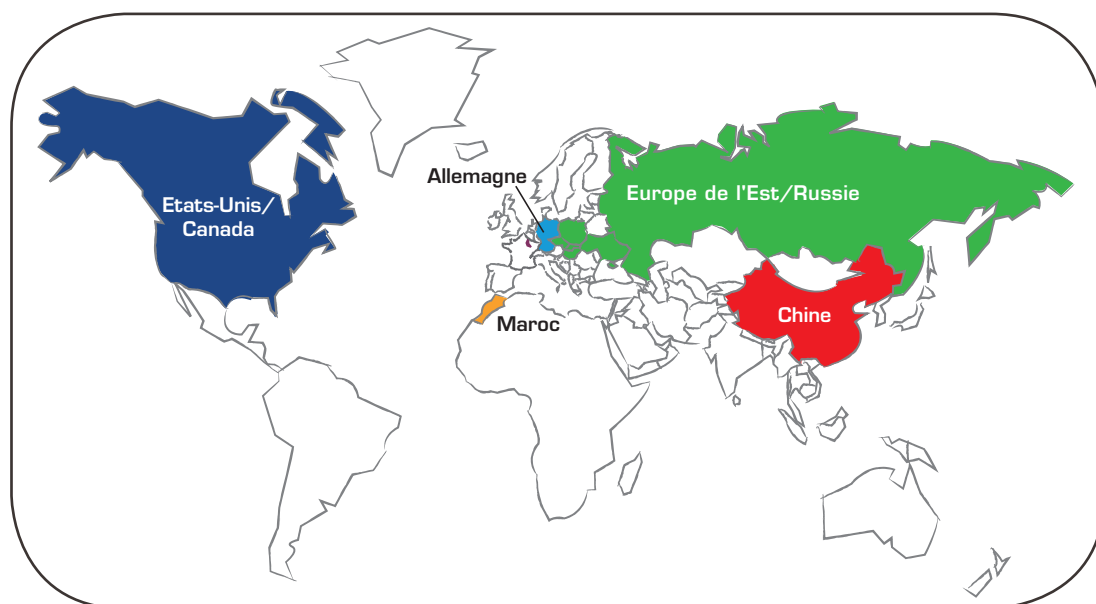 Allemagne
Europe de l'Est/Russie
Etats-Unis/
Canada
Chine
Maroc